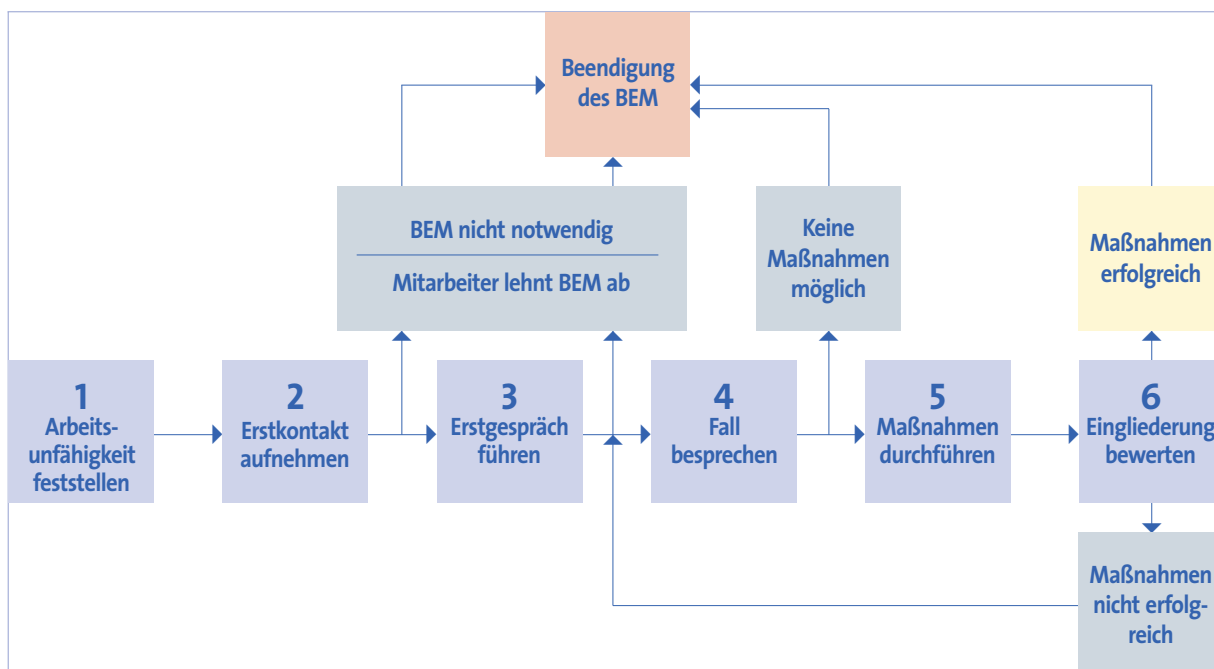 Beendigung
des BEM
BEM nicht notwendig
Mitarbeiter lehnt BEM ab
Keine
Maßnahmen
möglich
Maßnahmen
erfolgreich
1
Arbeits-
unfähigkeit
feststellen
2
Erstkontakt
aufnehmen
3
Erstgespräch
führen
4
Fall
besprechen
5
Maßnahmen
durchführen
6
Eingliederung
bewerten
Maßnahmen
nicht erfolg-
reich